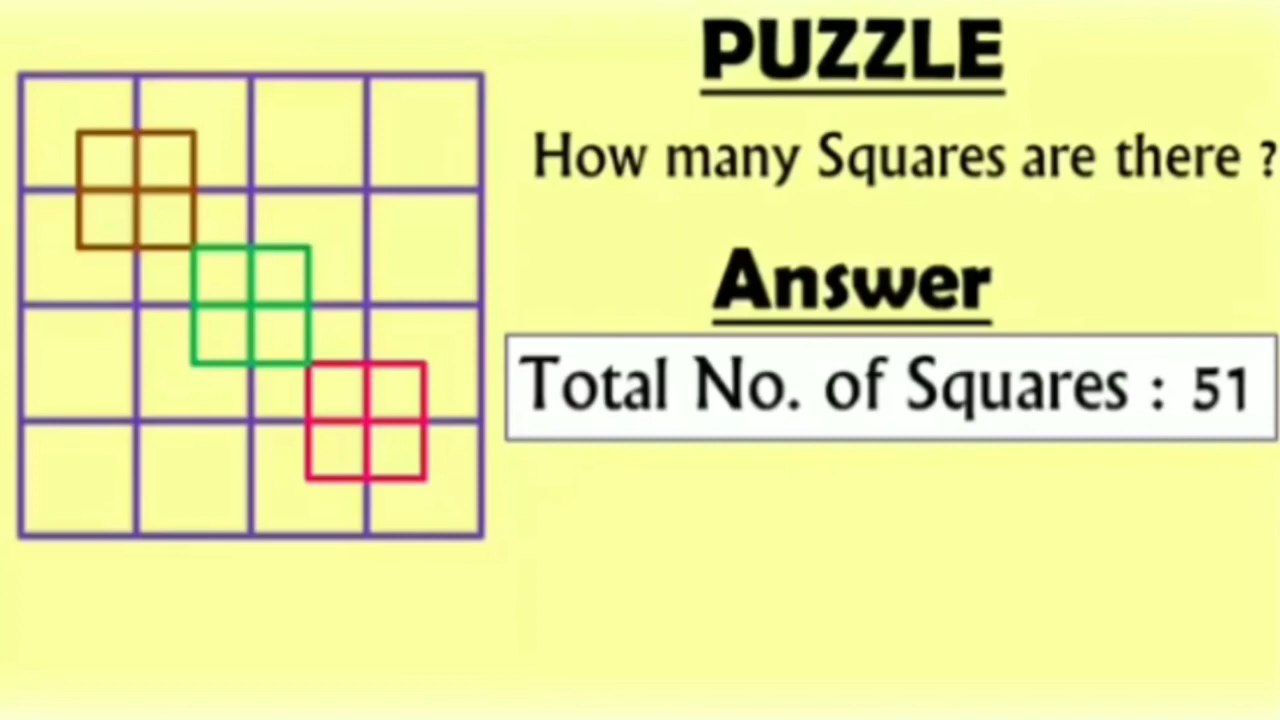 PUZZLE
How many Squares are there ?
Answer
Total No. of Squares : 51